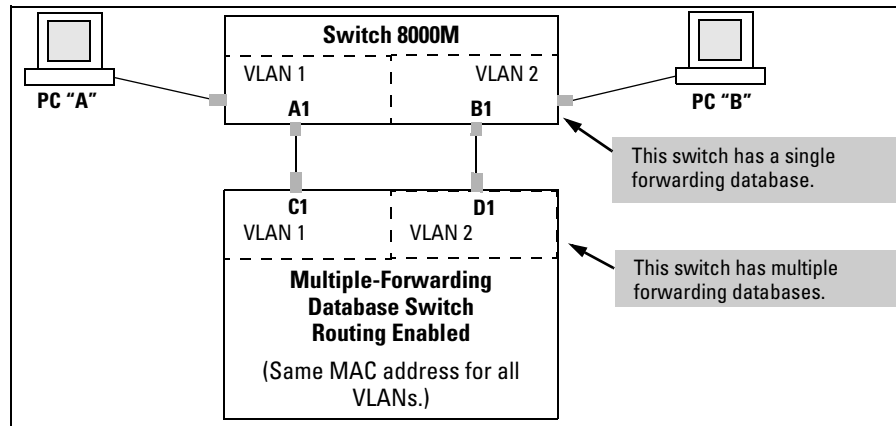 Switch 8000M
VLAN 1
VLAN 2
PC “A”
A1
B1
PC “B”
This switch has a single
forwarding database.
C1
D1
VLAN 1
VLAN 2
This switch has multiple
forwarding databases.
Multiple-Forwarding
Database Switch
Routing Enabled
(Same MAC address for all
VLANs.)